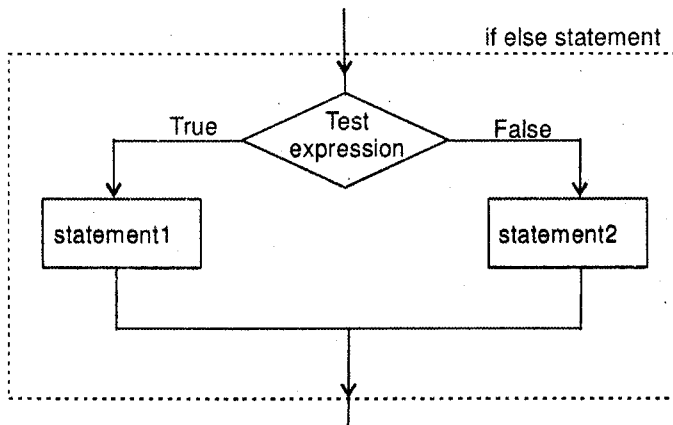 if else statement
True
Test
expression
False
statement1
statement2